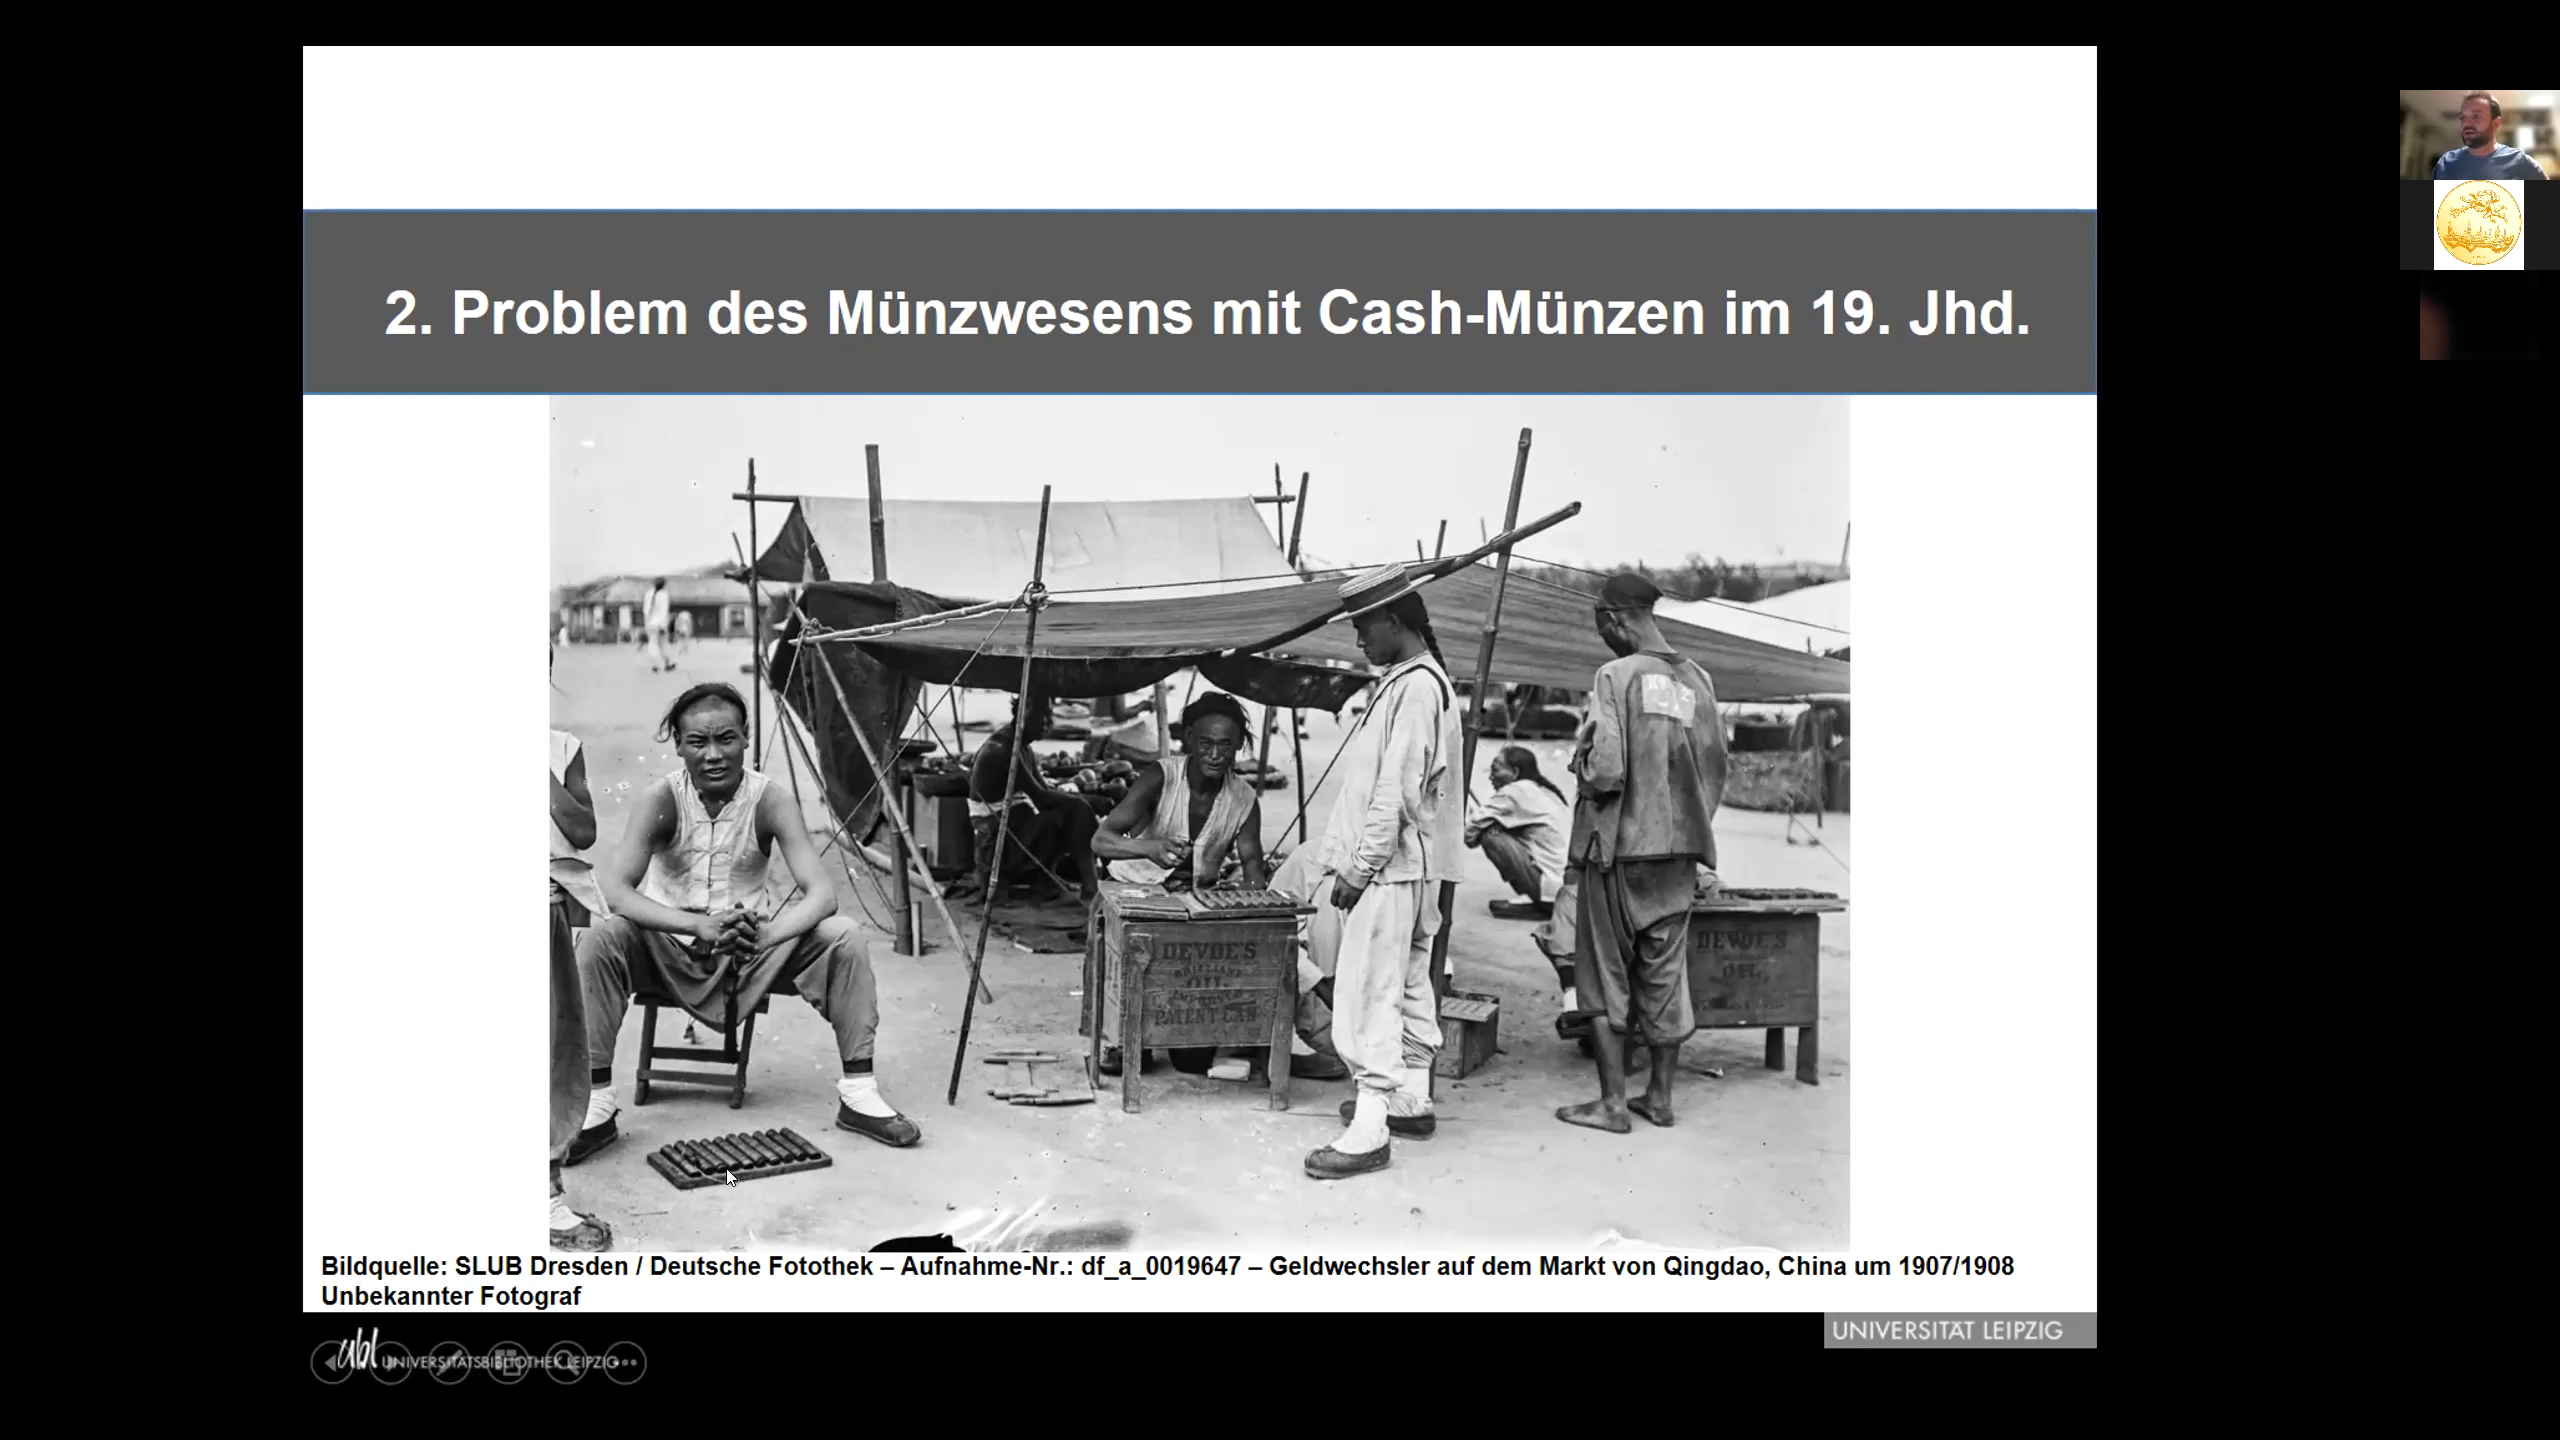 2. Problem des Münzwesens mit Cash-Münzen im 19. Jhd.
DEVOE'S
BRILLIANT
OIL
PATENT CAN
DEVOE'S
OIL
Bildquelle: SLUB Dresden / Deutsche Fotothek – Aufnahme-Nr.: df_a_0019647 – Geldwechsler auf dem Markt von Qingdao, China um 1907/1908
Unbekannter Fotograf
UNIVERSITÄT LEIPZIG
ubl UNIVERSITÄTSBIBLIOTHEK LEIPZIG